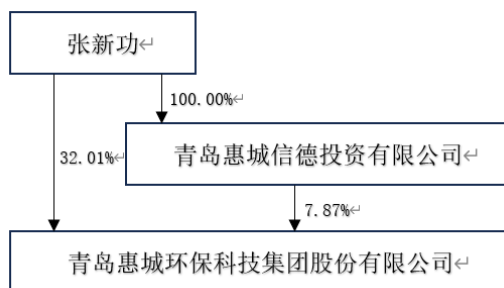 张新功
100.00%
32.01%
青岛惠城信德投资有限公司
7.87%
青岛惠城环保科技集团股份有限公司